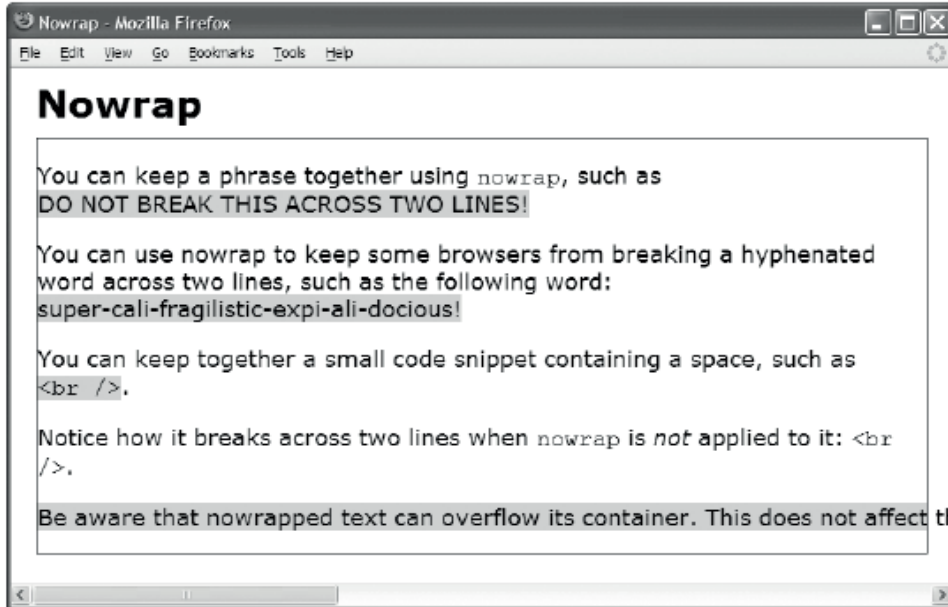 Nowrap - Mozilla Firefox
File Edit View Go Bookmarks Tools Help
Nowrap
You can keep a phrase together using nowrap, such as
DO NOT BREAK THIS ACROSS TWO LINES!
You can use nowrap to keep some browsers from breaking a hyphenated
word across two lines, such as the following word:
super-cali-fragilistic-expi-ali-docious!
You can keep together a small code snippet containing a space, such as
<br />.
Notice how it breaks across two lines when nowrap is not applied to it: <br
/>.
Be aware that nowrapped text can overflow its container. This does not affect